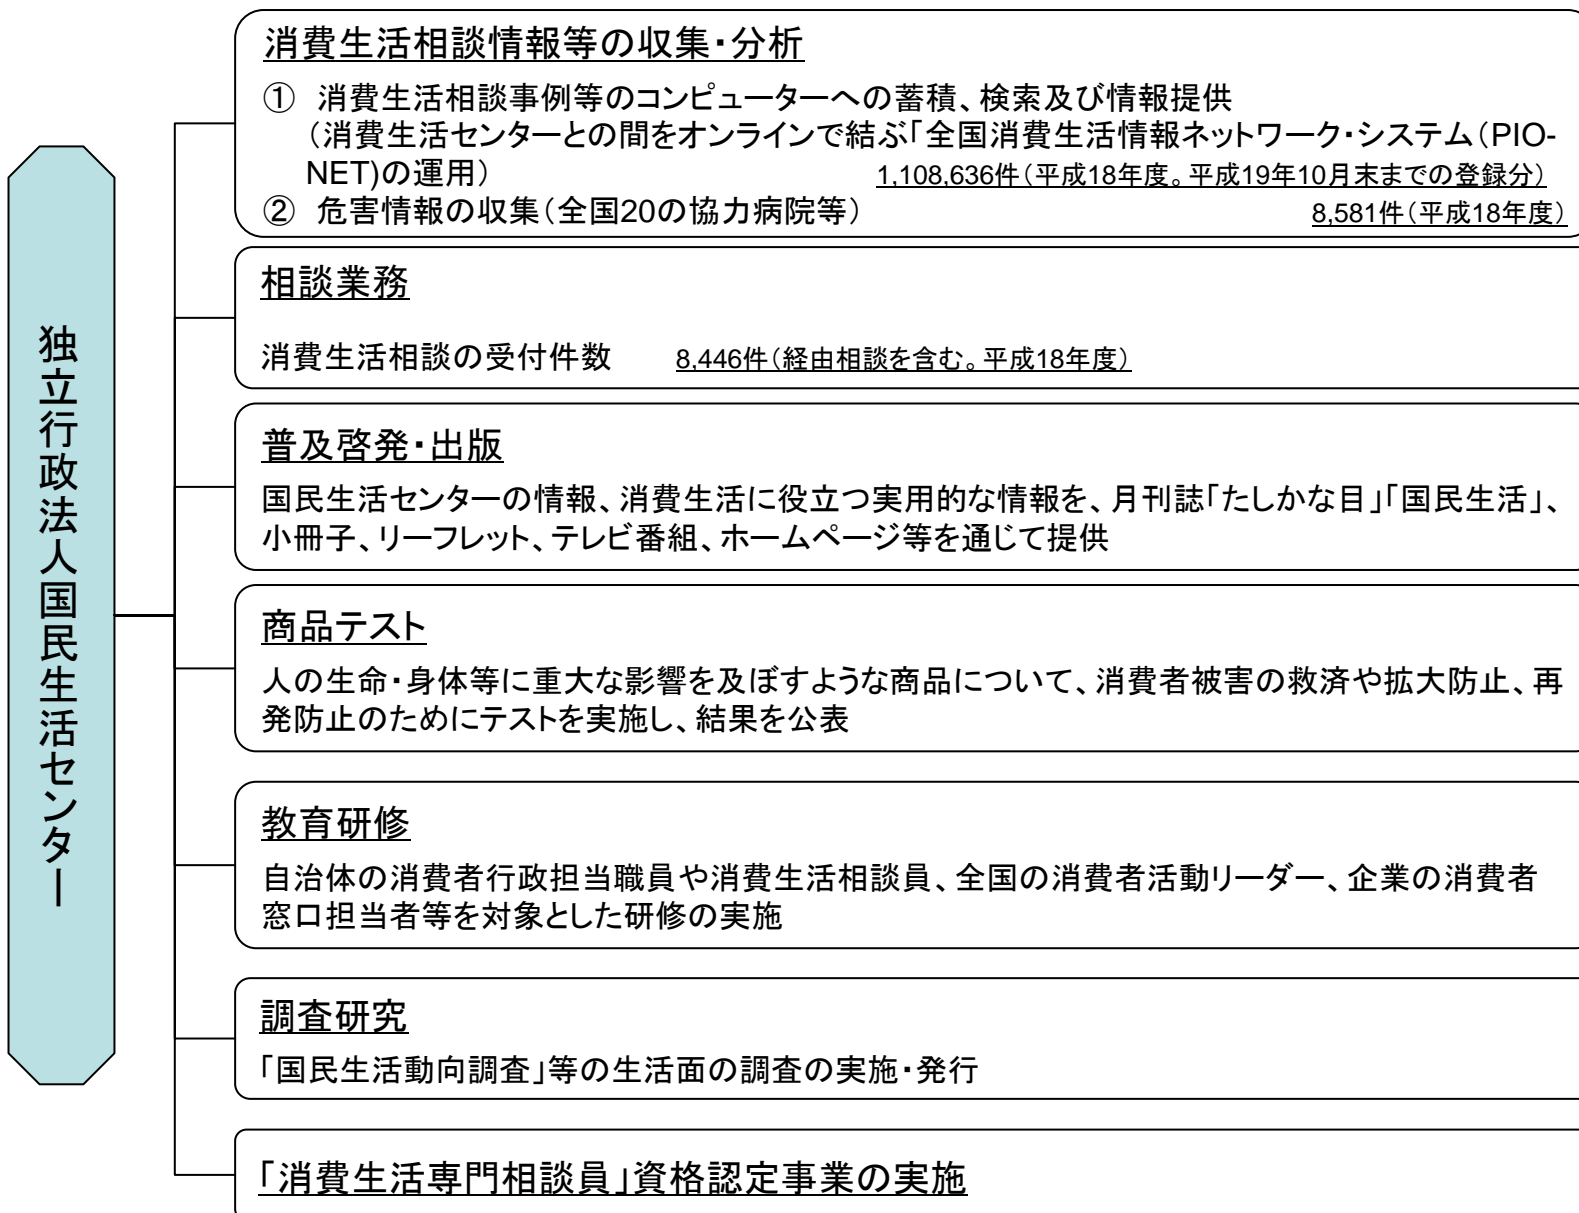 独立行政法人国民生活センター
消費生活相談情報等の収集・分析
① 消費生活相談事例等のコンピューターへの蓄積、検索及び情報提供
（消費生活センターとの間をオンラインで結ぶ「全国消費生活情報ネットワーク・システム（PIO-
NET)の運用） 1,108,636件（平成18年度。平成19年10月末までの登録分）
② 危害情報の収集（全国20の協力病院等） 8,581件（平成18年度）
相談業務
消費生活相談の受付件数 8,446件（経由相談を含む。平成18年度）
普及啓発・出版
国民生活センターの情報、消費生活に役立つ実用的な情報を、月刊誌「たしかな目」「国民生活」、
小冊子、リーフレット、テレビ番組、ホームページ等を通じて提供
商品テスト
人の生命・身体等に重大な影響を及ぼすような商品について、消費者被害の救済や拡大防止、再
発防止のためにテストを実施し、結果を公表
教育研修
自治体の消費者行政担当職員や消費生活相談員、全国の消費者活動リーダー、企業の消費者
窓口担当者等を対象とした研修の実施
調査研究
「国民生活動向調査」等の生活面の調査の実施・発行
「消費生活専門相談員」資格認定事業の実施